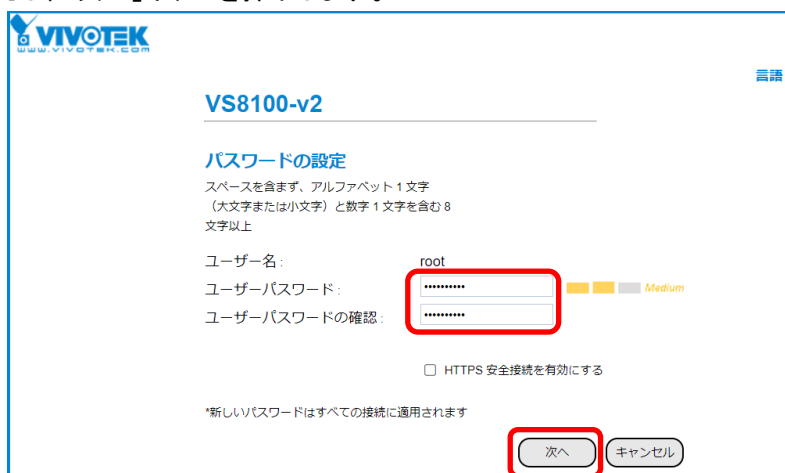 VIVOTEK
WWW.VIVOTEK.COM
言語
VS8100-v2
パスワードの設定
スペースを含まず、アルファベット 1 文字
(大文字または小文字) と数字 1 文字を含む 8
文字以上
ユーザー名 : root
ユーザーパスワード : •••••••••• Medium
ユーザーパスワードの確認 : ••••••••••
HTTPS 安全接続を有効にする
*新しいパスワードはすべての接続に適用されます
次へ キャンセル